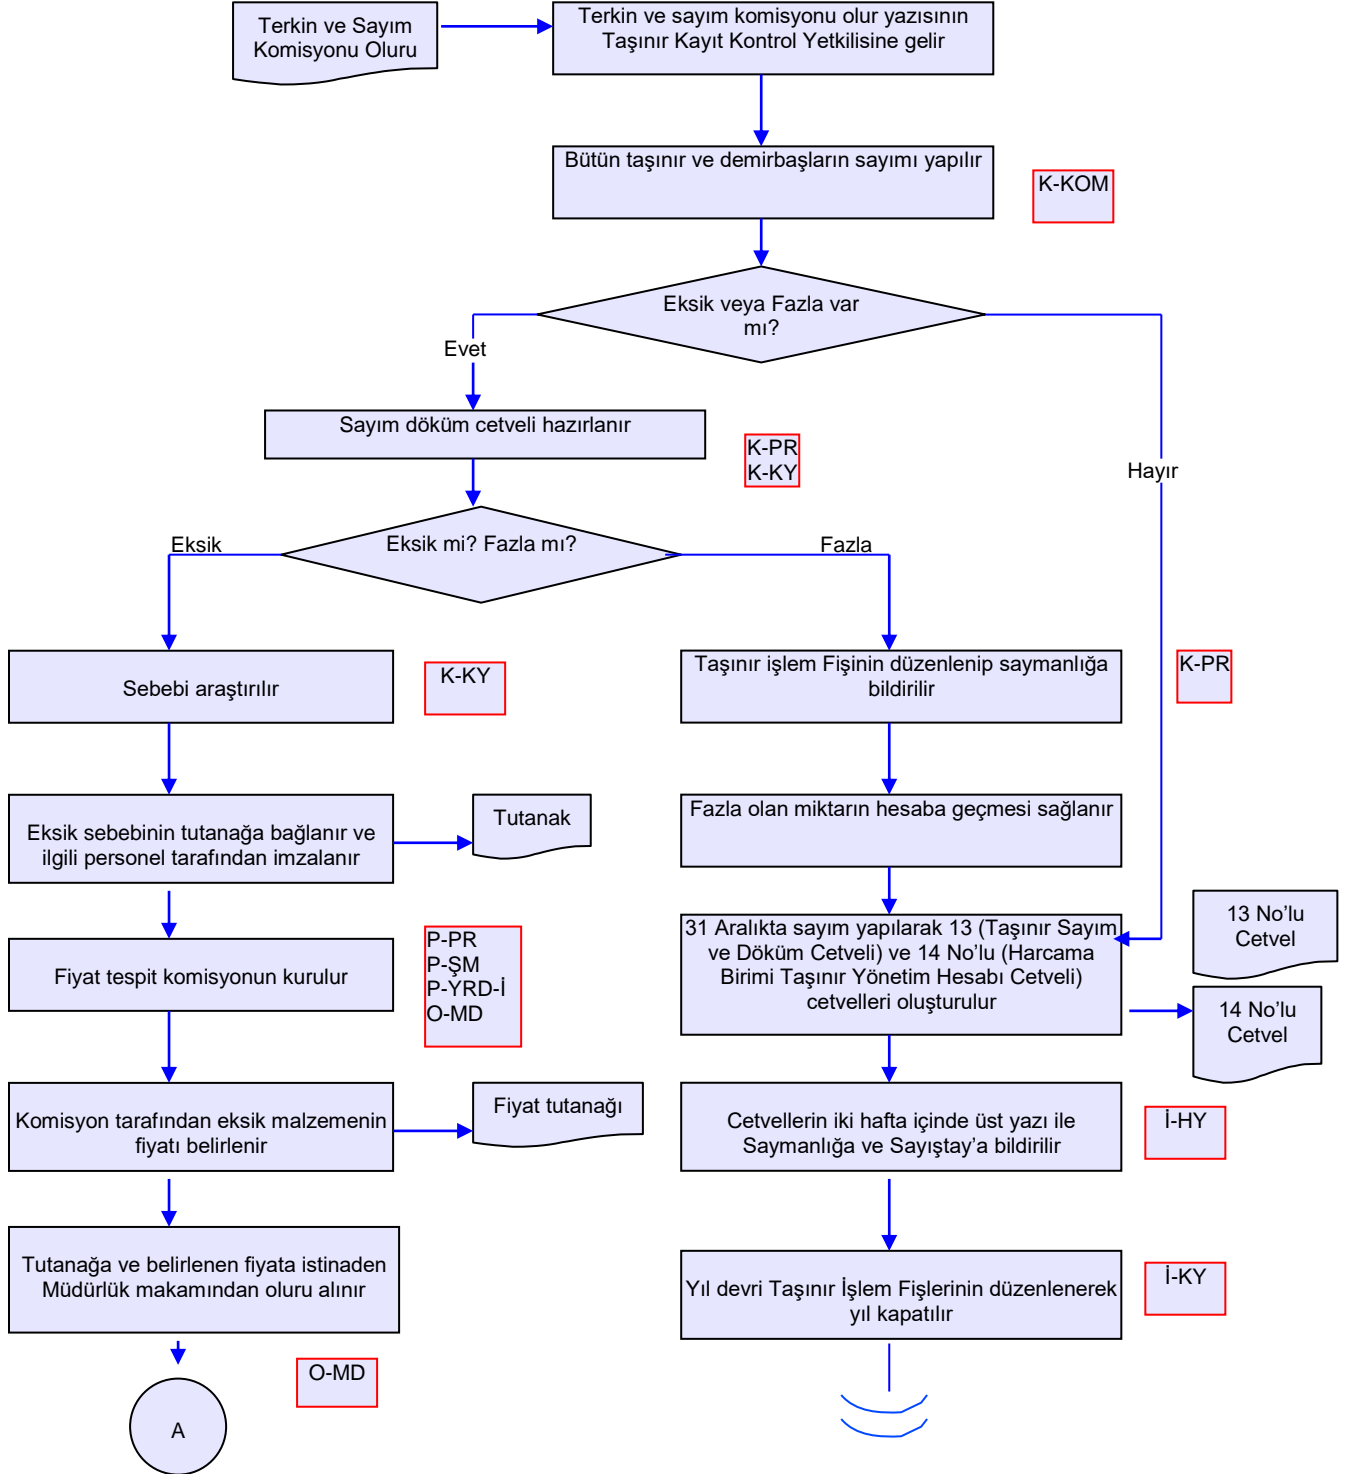 Terkin ve Sayım
Komisyonu Oluru
Terkin ve sayım komisyonu olur yazısının
Taşınır Kayıt Kontrol Yetkilisine gelir
Bütün taşınır ve demirbaşların sayımı yapılır
K-KOM
Eksik veya Fazla var
mı?
Evet
Hayır
Sayım döküm cetveli hazırlanır
K-PR
K-KY
Eksik mi? Fazla mı?
Eksik
Fazla
Sebebi araştırılır
K-KY
Taşınır işlem Fişinin düzenlenip saymanlığa
bildirilir
K-PR
Eksik sebebinin tutanağa bağlanır ve
ilgili personel tarafından imzalanır
Tutanak
Fazla olan miktarın hesaba geçmesi sağlanır
Fiyat tespit komisyonun kurulur
P-PR
P-ŞM
P-YRD-İ
O-MD
31 Aralıkta sayım yapılarak 13 (Taşınır Sayım
ve Döküm Cetveli) ve 14 No’lu (Harcama
Birimi Taşınır Yönetim Hesabı Cetveli)
cetvelleri oluşturulur
13 No’lu
Cetvel
14 No’lu
Cetvel
Komisyon tarafından eksik malzemenin
fiyatı belirlenir
Fiyat tutanağı
Cetvellerin iki hafta içinde üst yazı ile
Saymanlığa ve Sayıştay’a bildirilir
İ-HY
Tutanağa ve belirlenen fiyata istinaden
Müdürlük makamından oluru alınır
O-MD
Yıl devri Taşınır İşlem Fişlerinin düzenlenerek
yıl kapatılır
İ-KY
A